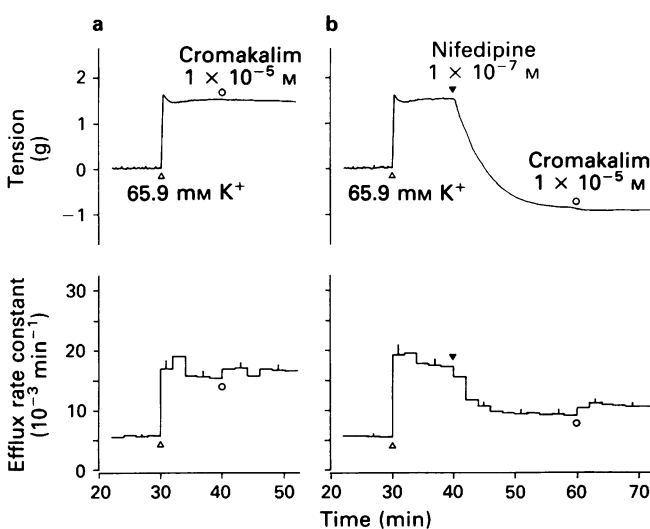 a
b
Cromakalim
1 × 10⁻⁵ M
Nifedipine
1 × 10⁻⁷ M
Cromakalim
1 × 10⁻⁵ M
65.9 mM K⁺
65.9 mM K⁺
Tension
(g)
2
1
0
−1
Efflux rate constant
(10⁻³ min⁻¹)
30
20
10
0
20 30 40 50 20 30 40 50 60 70
Time (min)